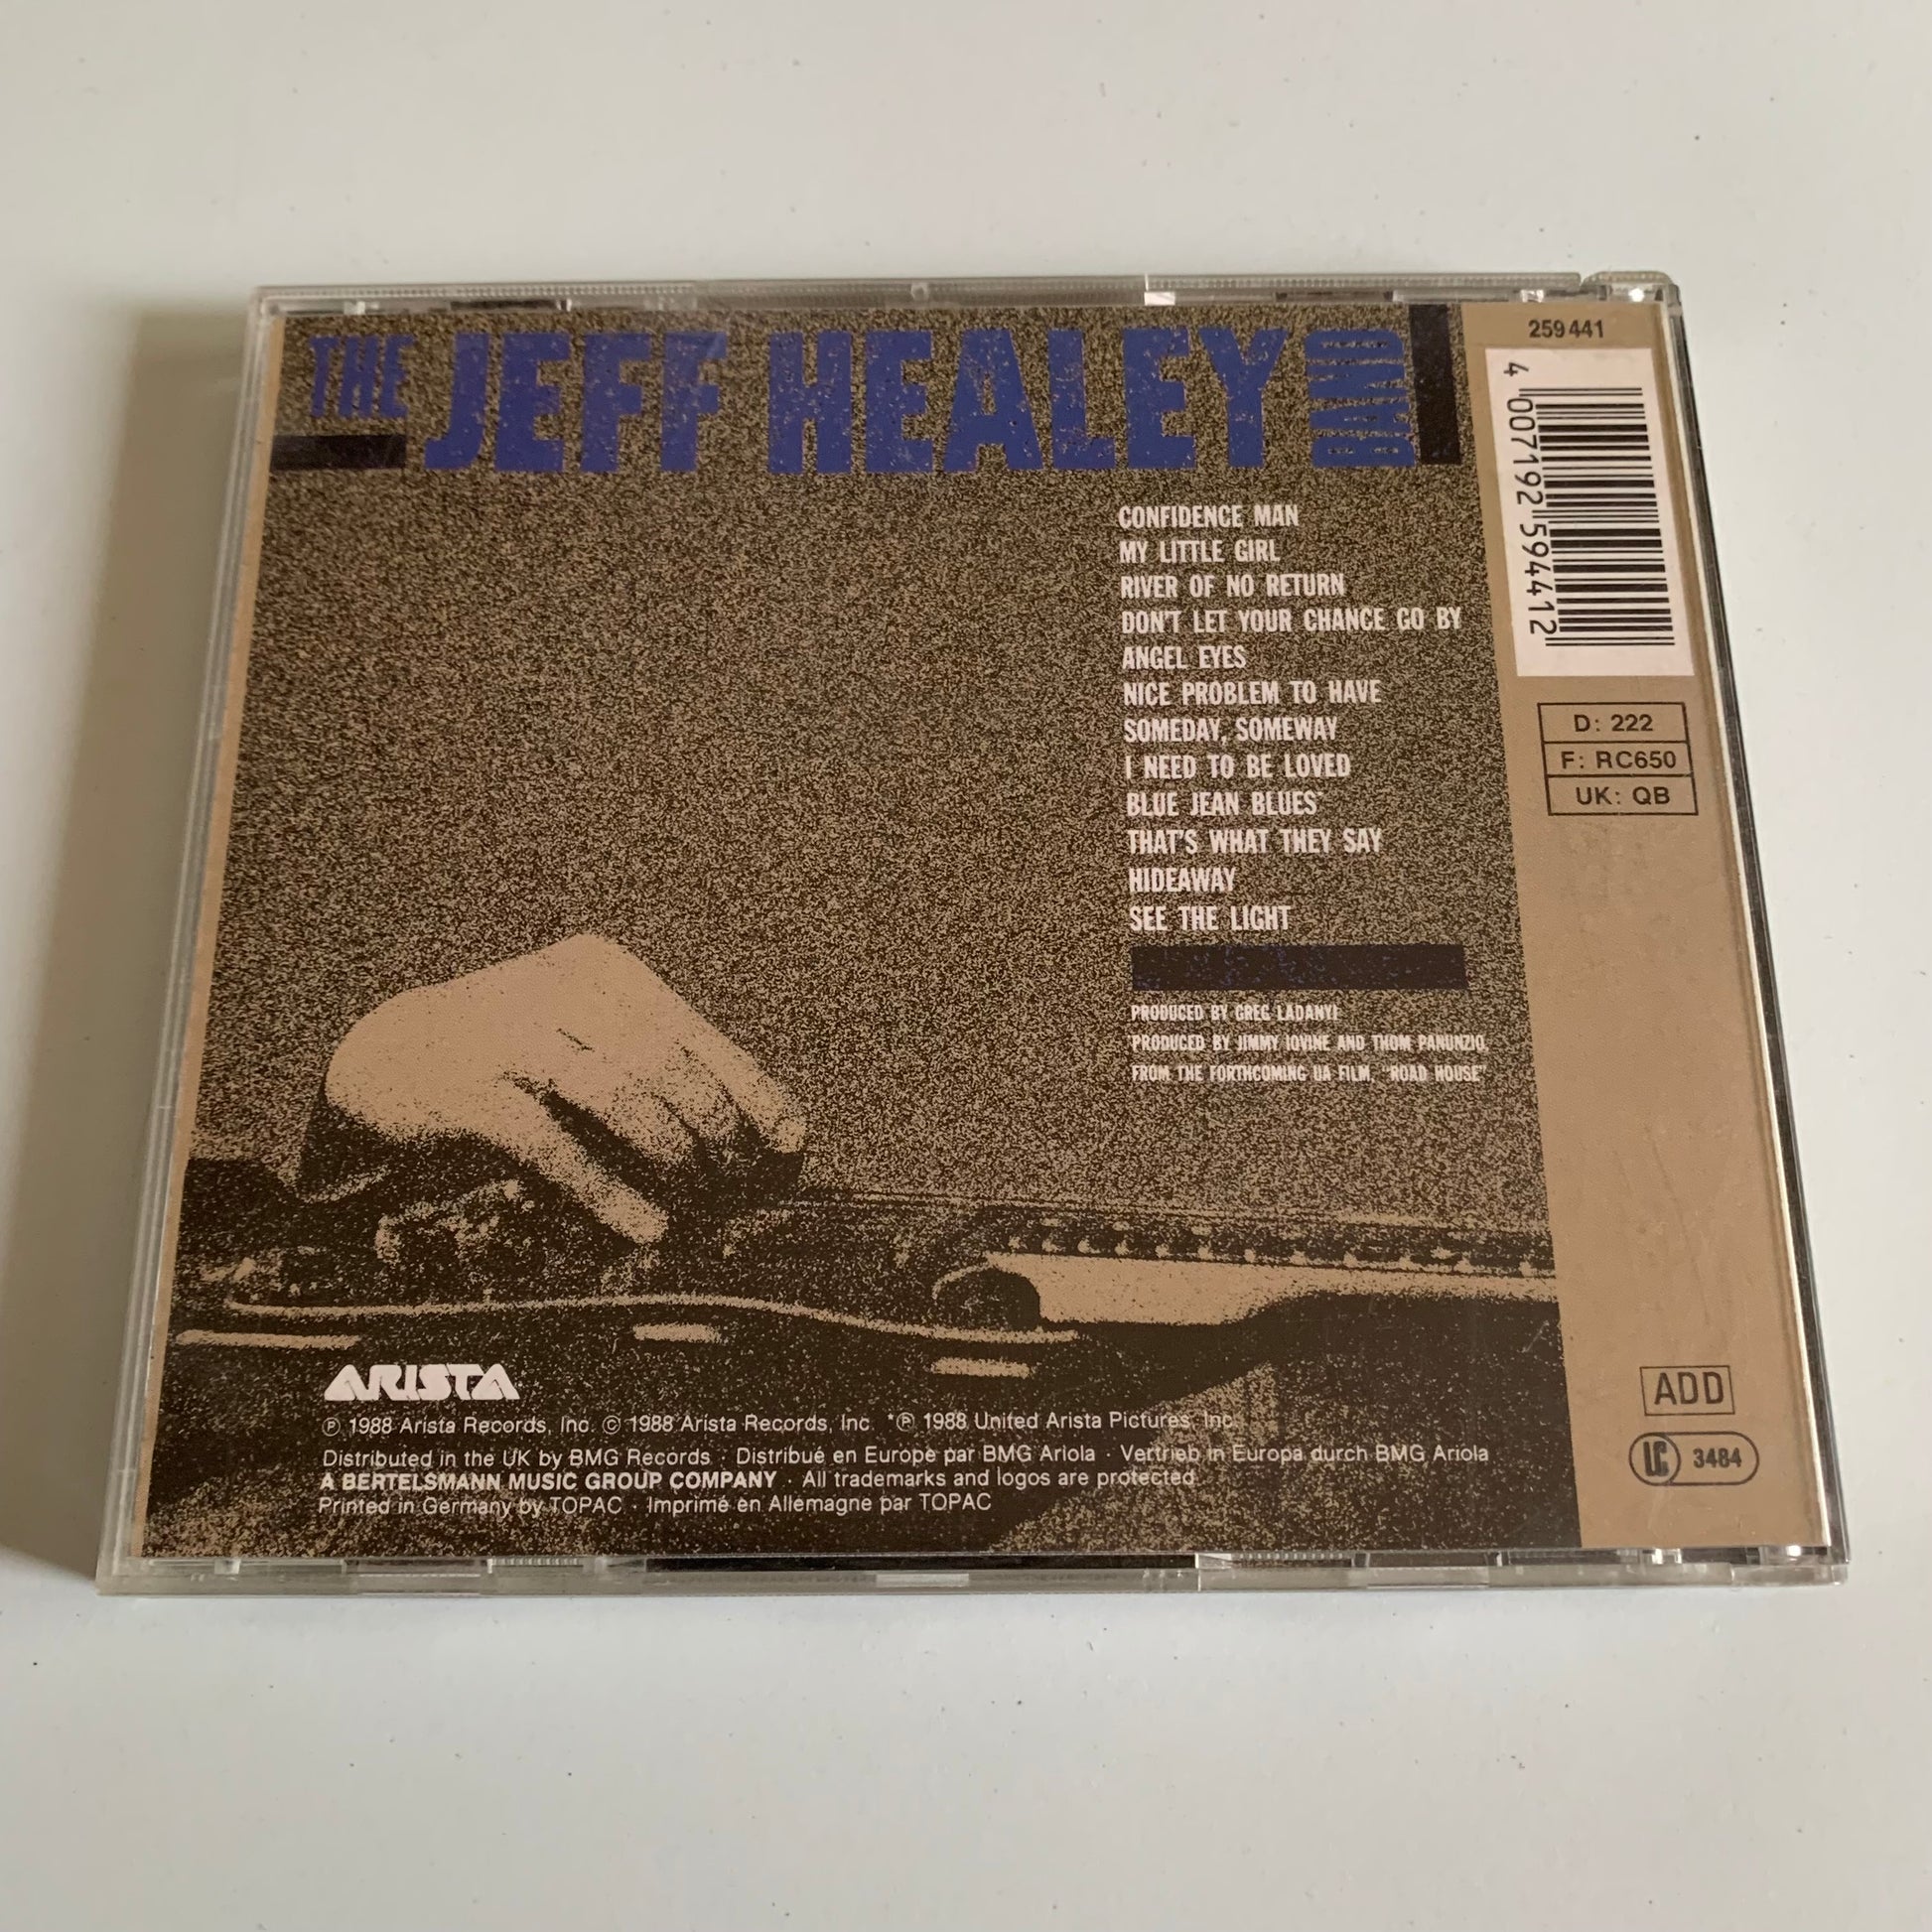 THE JEFF HEALEY BAND
CONFIDENCE MAN
MY LITTLE GIRL
RIVER OF NO RETURN
DON'T LET YOUR CHANCE GO BY
ANGEL EYES
NICE PROBLEM TO HAVE
SOMEDAY, SOMEWAY
I NEED TO BE LOVED
BLUE JEAN BLUES*
THAT'S WHAT THEY SAY
HIDEAWAY
SEE THE LIGHT
PRODUCED BY GREG LADANYI
PRODUCED BY JIMMY IOVINE AND THOM PANUNZIO,
FROM THE FORTHCOMING UA FILM, "ROAD HOUSE"
ARISTA
℗ 1988 Arista Records, Inc. © 1988 Arista Records, Inc. *℗ 1988 United Arista Pictures, Inc.
Distributed in the UK by BMG Records · Distribué en Europe par BMG Ariola · Vertrieb in Europa durch BMG Ariola
A BERTELSMANN MUSIC GROUP COMPANY · All trademarks and logos are protected
Printed in Germany by TOPAC · Imprimé en Allemagne par TOPAC
259 441
4 007192 594412
D: 222
F: RC650
UK: QB
ADD
LC 3484